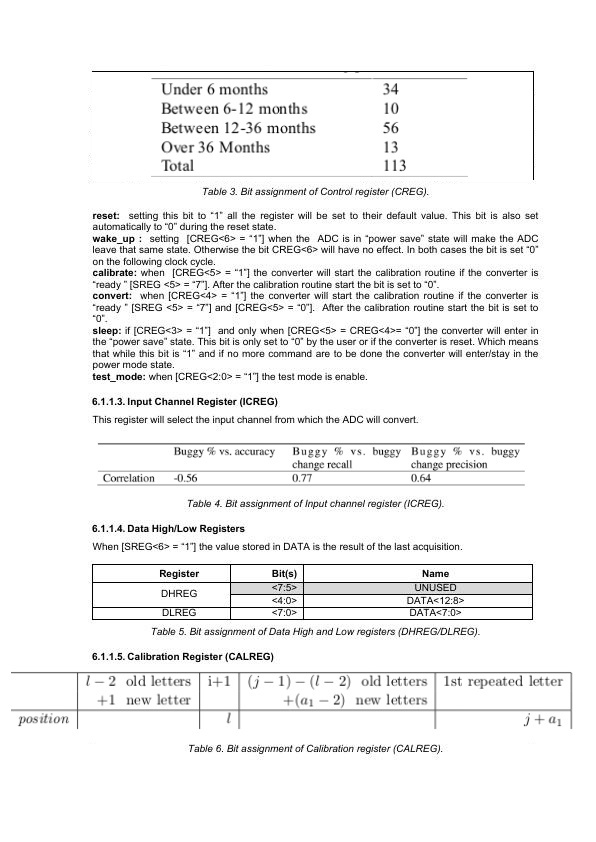 Under 6 months 34
Between 6-12 months 10
Between 12-36 months 56
Over 36 Months 13
Total 113
Table 3. Bit assignment of Control register (CREG).
reset: setting this bit to “1” all the register will be set to their default value. This bit is also set
automatically to “0” during the reset state.
wake_up : setting [CREG<6> = “1”] when the ADC is in “power save” state will make the ADC
leave that same state. Otherwise the bit CREG<6> will have no effect. In both cases the bit is set “0”
on the following clock cycle.
calibrate: when [CREG<5> = “1”] the converter will start the calibration routine if the converter is
“ready ” [SREG <5> = “7”]. After the calibration routine start the bit is set to “0”.
convert: when [CREG<4> = “1”] the converter will start the calibration routine if the converter is
“ready ” [SREG <5> “7”] and [CREG<5> = “0”]. After the calibration routine start the bit is set to
“0”.
sleep: if [CREG<3> = “1”] and only when [CREG<5> = CREG<4>= “0”] the converter will enter in
the “power save” state. This bit is only set to “0” by the user or if the converter is reset. Which means
that while this bit is “1” and if no more command are to be done the converter will enter/stay in the
power mode state.
test_mode: when [CREG<2:0> = “1”] the test mode is enable.
6.1.1.3. Input Channel Register (ICREG)
This register will select the input channel from which the ADC will convert.
Buggy % vs. accuracy Buggy % vs. buggy Buggy % vs. buggy
change recall change precision
Correlation -0.56 0.77 0.64
Table 4. Bit assignment of Input channel register (ICREG).
6.1.1.4. Data High/Low Registers
When [SREG<6> = “1”] the value stored in DATA is the result of the last acquisition.
Register Bit(s) Name
DHREG <7:5> UNUSED
<4:0> DATA<12:8>
DLREG <7:0> DATA<7:0>
Table 5. Bit assignment of Data High and Low registers (DHREG/DLREG).
6.1.1.5. Calibration Register (CALREG)
l − 2 old letters i+1 (j − 1) − (l − 2) old letters 1st repeated letter
+1 new letter +(a₁ − 2) new letters
position l j + a₁
Table 6. Bit assignment of Calibration register (CALREG).